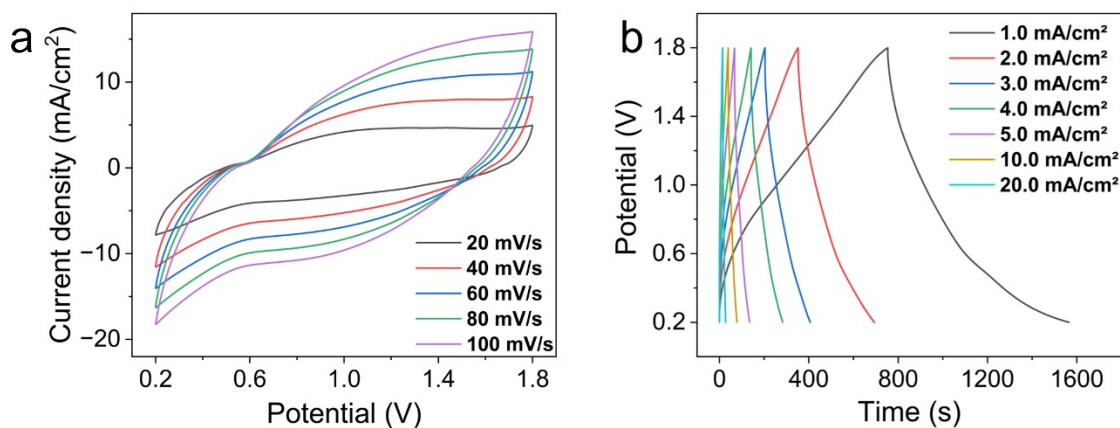 a
Current density (mA/cm²)
10
0
−10
−20
0.2
0.6
1.0
1.4
1.8
Potential (V)
20 mV/s
40 mV/s
60 mV/s
80 mV/s
100 mV/s
b
Potential (V)
1.8
1.4
1.0
0.6
0.2
0
400
800
1200
1600
Time (s)
1.0 mA/cm²
2.0 mA/cm²
3.0 mA/cm²
4.0 mA/cm²
5.0 mA/cm²
10.0 mA/cm²
20.0 mA/cm²